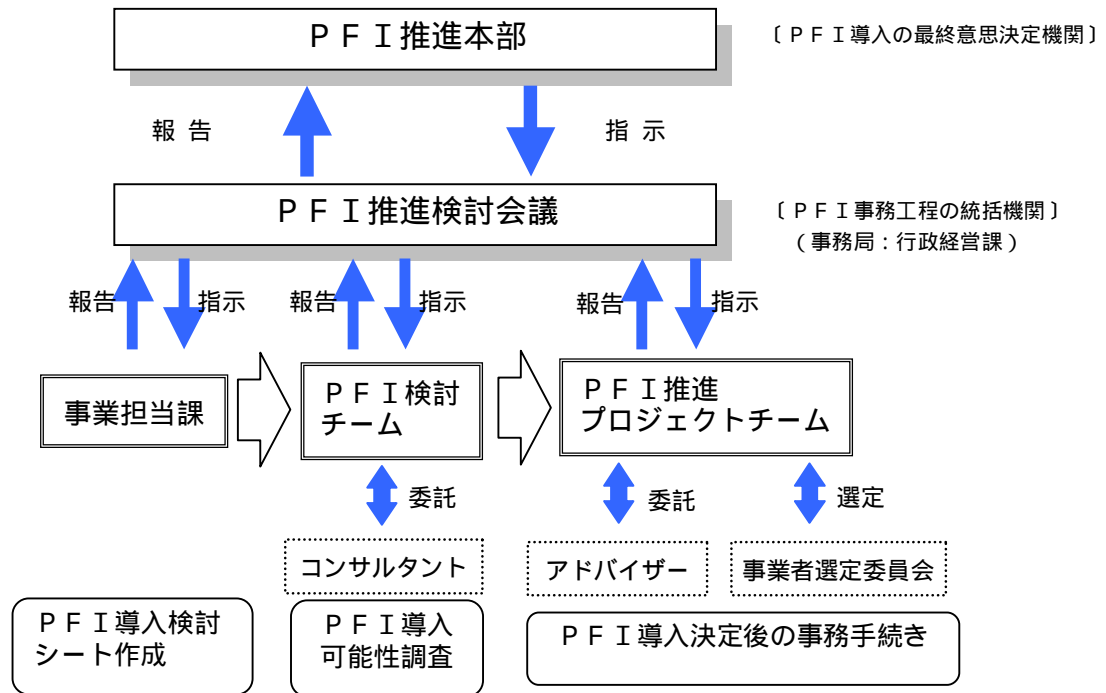 ＰＦＩ推進本部
〔ＰＦＩ導入の最終意思決定機関〕
報 告
指 示
ＰＦＩ推進検討会議
〔ＰＦＩ事務工程の統括機関〕
（事務局：行政経営課）
報告
指示
報告
指示
報告
指示
事業担当課
ＰＦＩ検討
チーム
ＰＦＩ推進
プロジェクトチーム
委託
委託
選定
コンサルタント
アドバイザー
事業者選定委員会
ＰＦＩ導入検討
シート作成
ＰＦＩ導入
可能性調査
ＰＦＩ導入決定後の事務手続き